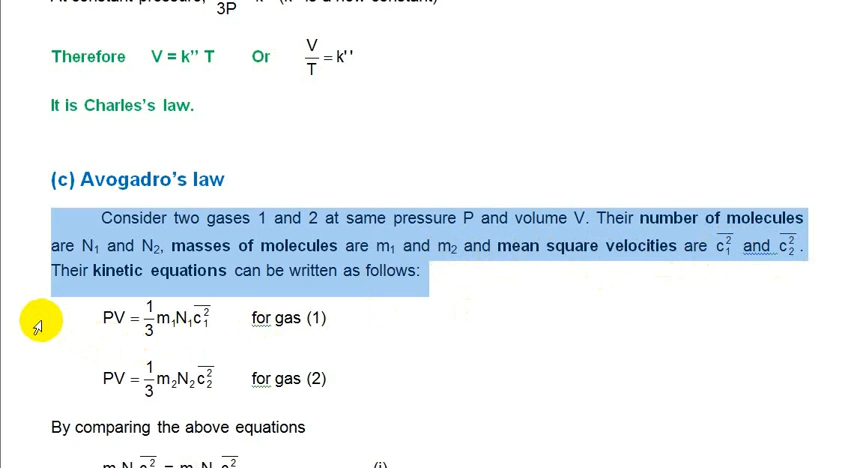 3P
Therefore V = k" T Or V/T = k''
It is Charles's law.
(c) Avogadro's law
Consider two gases 1 and 2 at same pressure P and volume V. Their number of molecules
are N₁ and N₂, masses of molecules are m₁ and m₂ and mean square velocities are c̅₁² and c̅₂² .
Their kinetic equations can be written as follows:
PV = 1/3 m₁N₁c̅₁² for gas (1)
PV = 1/3 m₂N₂c̅₂² for gas (2)
By comparing the above equations